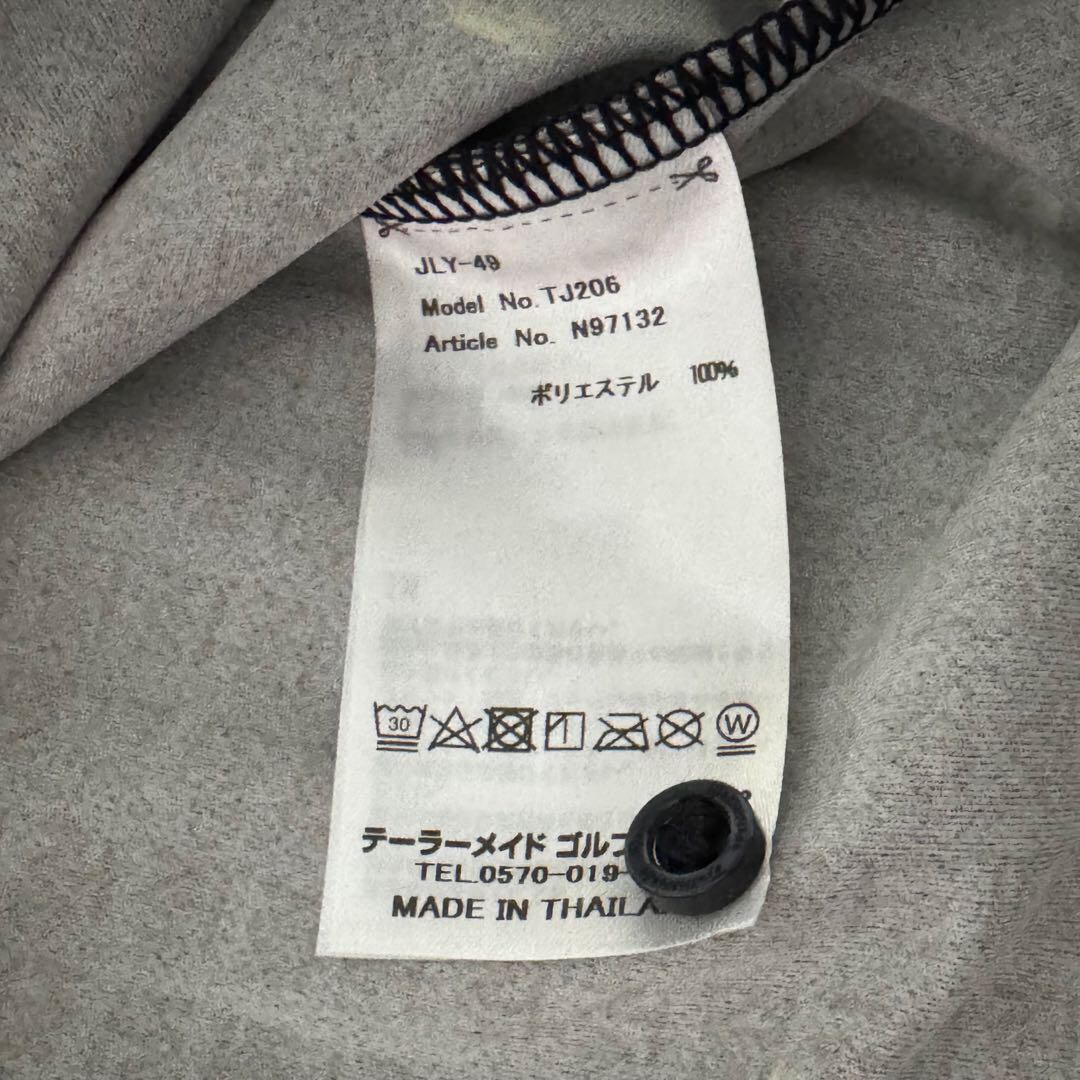 JLY-49
Model No.TJ206
Article No. N97132
ポリエステル 100%
30
W
テーラーメイド ゴルフ
TEL.0570-019-
MADE IN